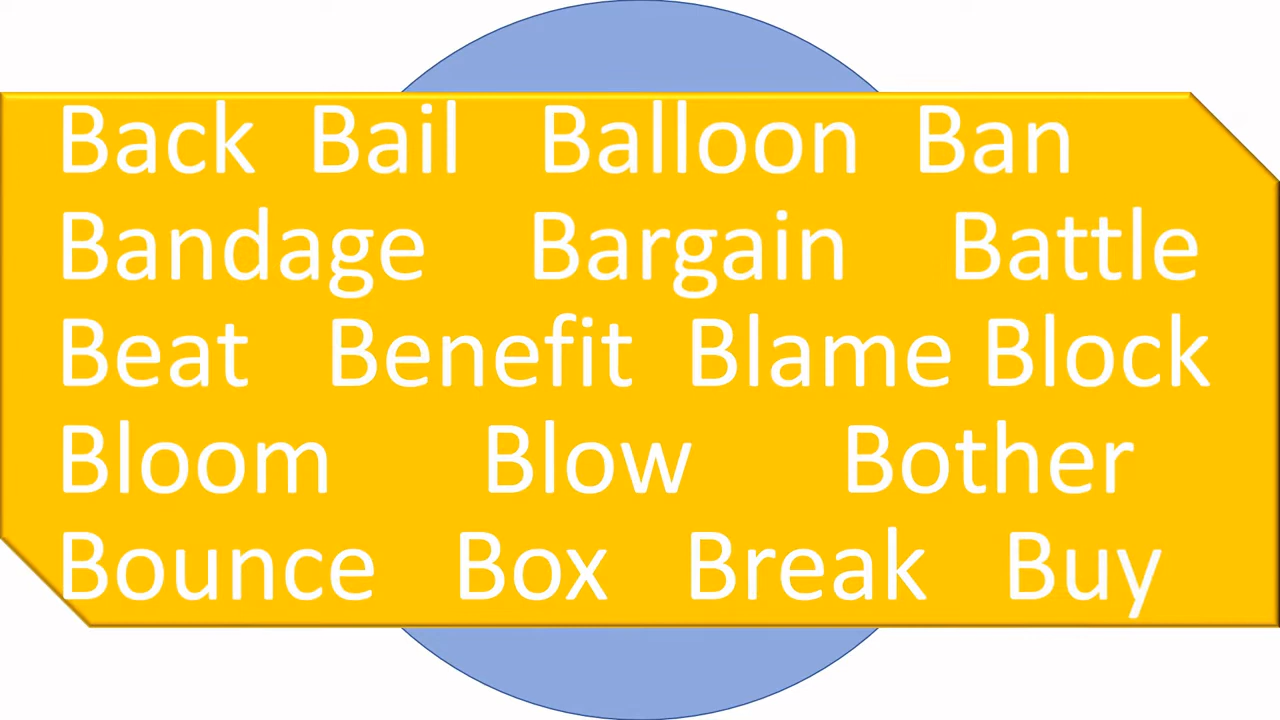 Back Bail Balloon Ban
Bandage Bargain Battle
Beat Benefit Blame Block
Bloom Blow Bother
Bounce Box Break Buy